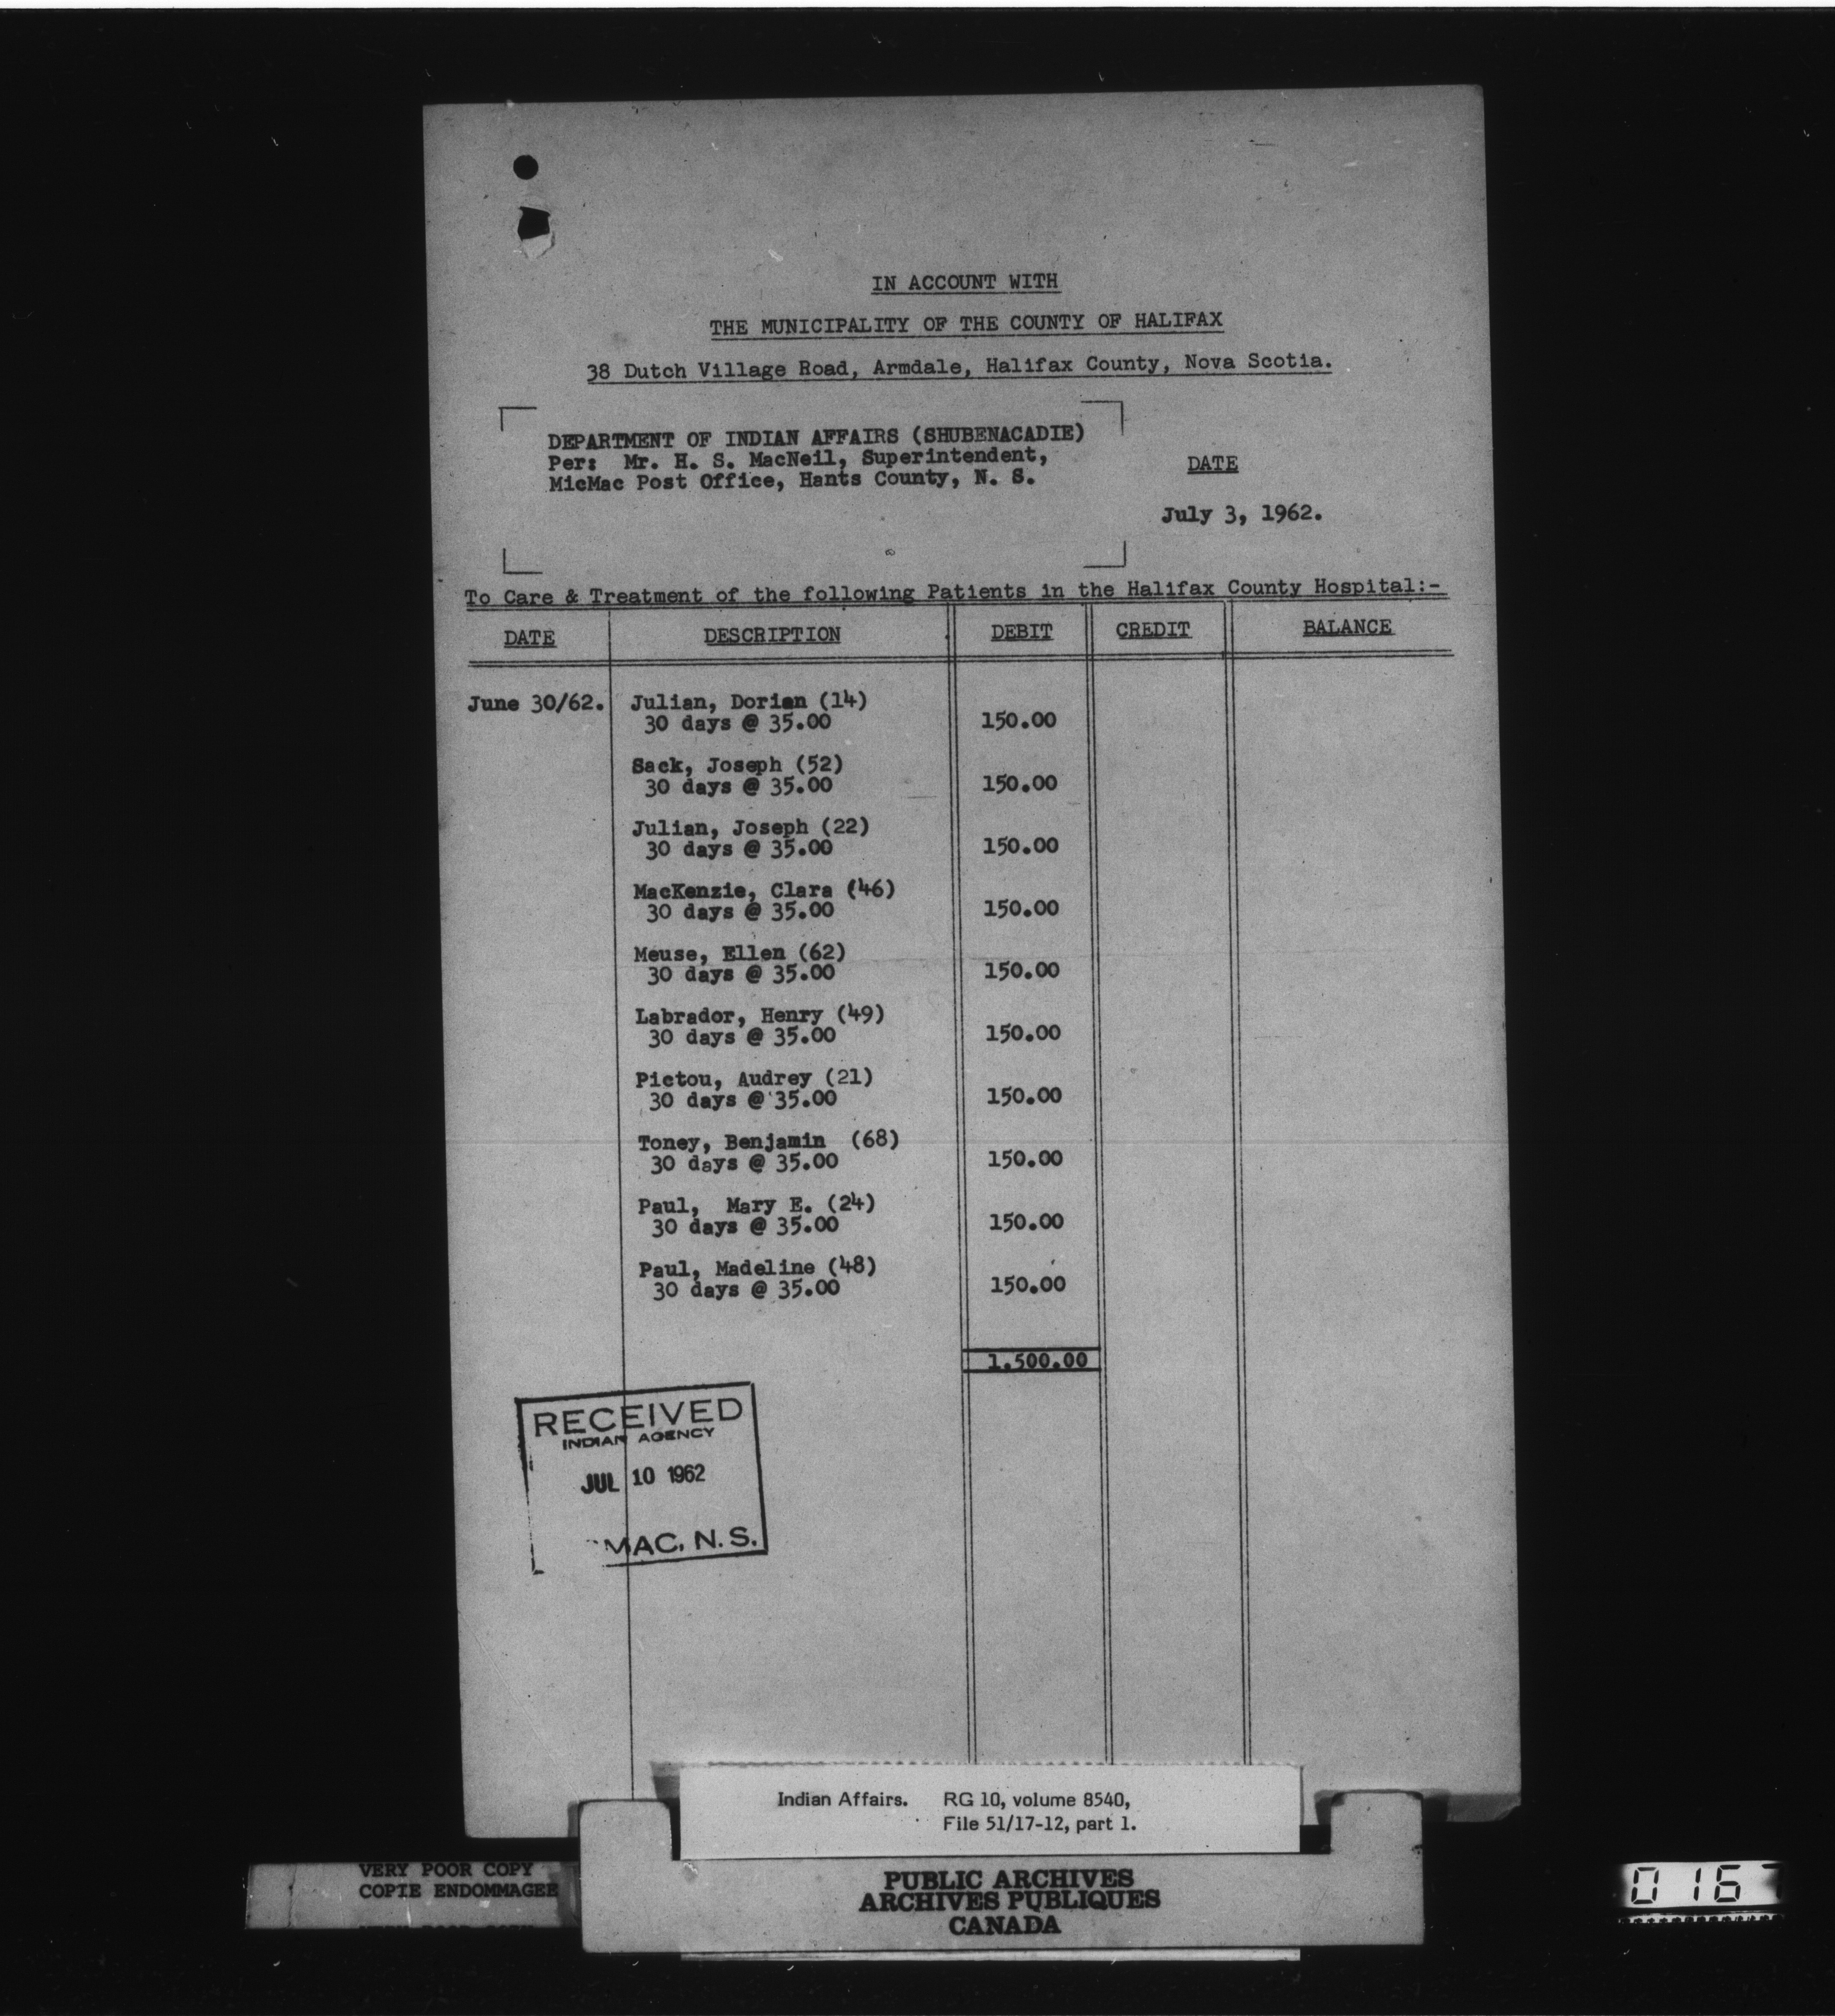 IN ACCOUNT WITH
THE MUNICIPALITY OF THE COUNTY OF HALIFAX
38 Dutch Village Road, Armdale, Halifax County, Nova Scotia.
DEPARTMENT OF INDIAN AFFAIRS (SHUBENACADIE)
Per: Mr. H. S. MacNeil, Superintendent,
MicMac Post Office, Hants County, N. S.
DATE
July 3, 1962.
To Care & Treatment of the following Patients in the Halifax County Hospital:-
DATE DESCRIPTION DEBIT CREDIT BALANCE
June 30/62. Julian, Dorian (14)
30 days @ 35.00 150.00
Sack, Joseph (52)
30 days @ 35.00 150.00
Julian, Joseph (22)
30 days @ 35.00 150.00
MacKenzie, Clara (46)
30 days @ 35.00 150.00
Meuse, Ellen (62)
30 days @ 35.00 150.00
Labrador, Henry (49)
30 days @ 35.00 150.00
Pictou, Audrey (21)
30 days @ 35.00 150.00
Toney, Benjamin (68)
30 days @ 35.00 150.00
Paul, Mary E. (24)
30 days @ 35.00 150.00
Paul, Madeline (48)
30 days @ 35.00 150.00
1.500.00
RECEIVED
INDIAN AGENCY
JUL 10 1962
MAC, N. S.
Indian Affairs. RG 10, volume 8540,
File 51/17-12, part 1.
VERY POOR COPY
COPIE ENDOMMAGEE
PUBLIC ARCHIVES
ARCHIVES PUBLIQUES
CANADA
016